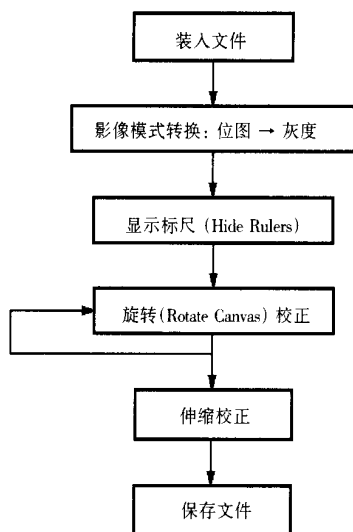 装入文件
影像模式转换: 位图 → 灰度
显示标尺 (Hide Rulers)
旋转(Rotate Canvas) 校正
伸缩校正
保存文件